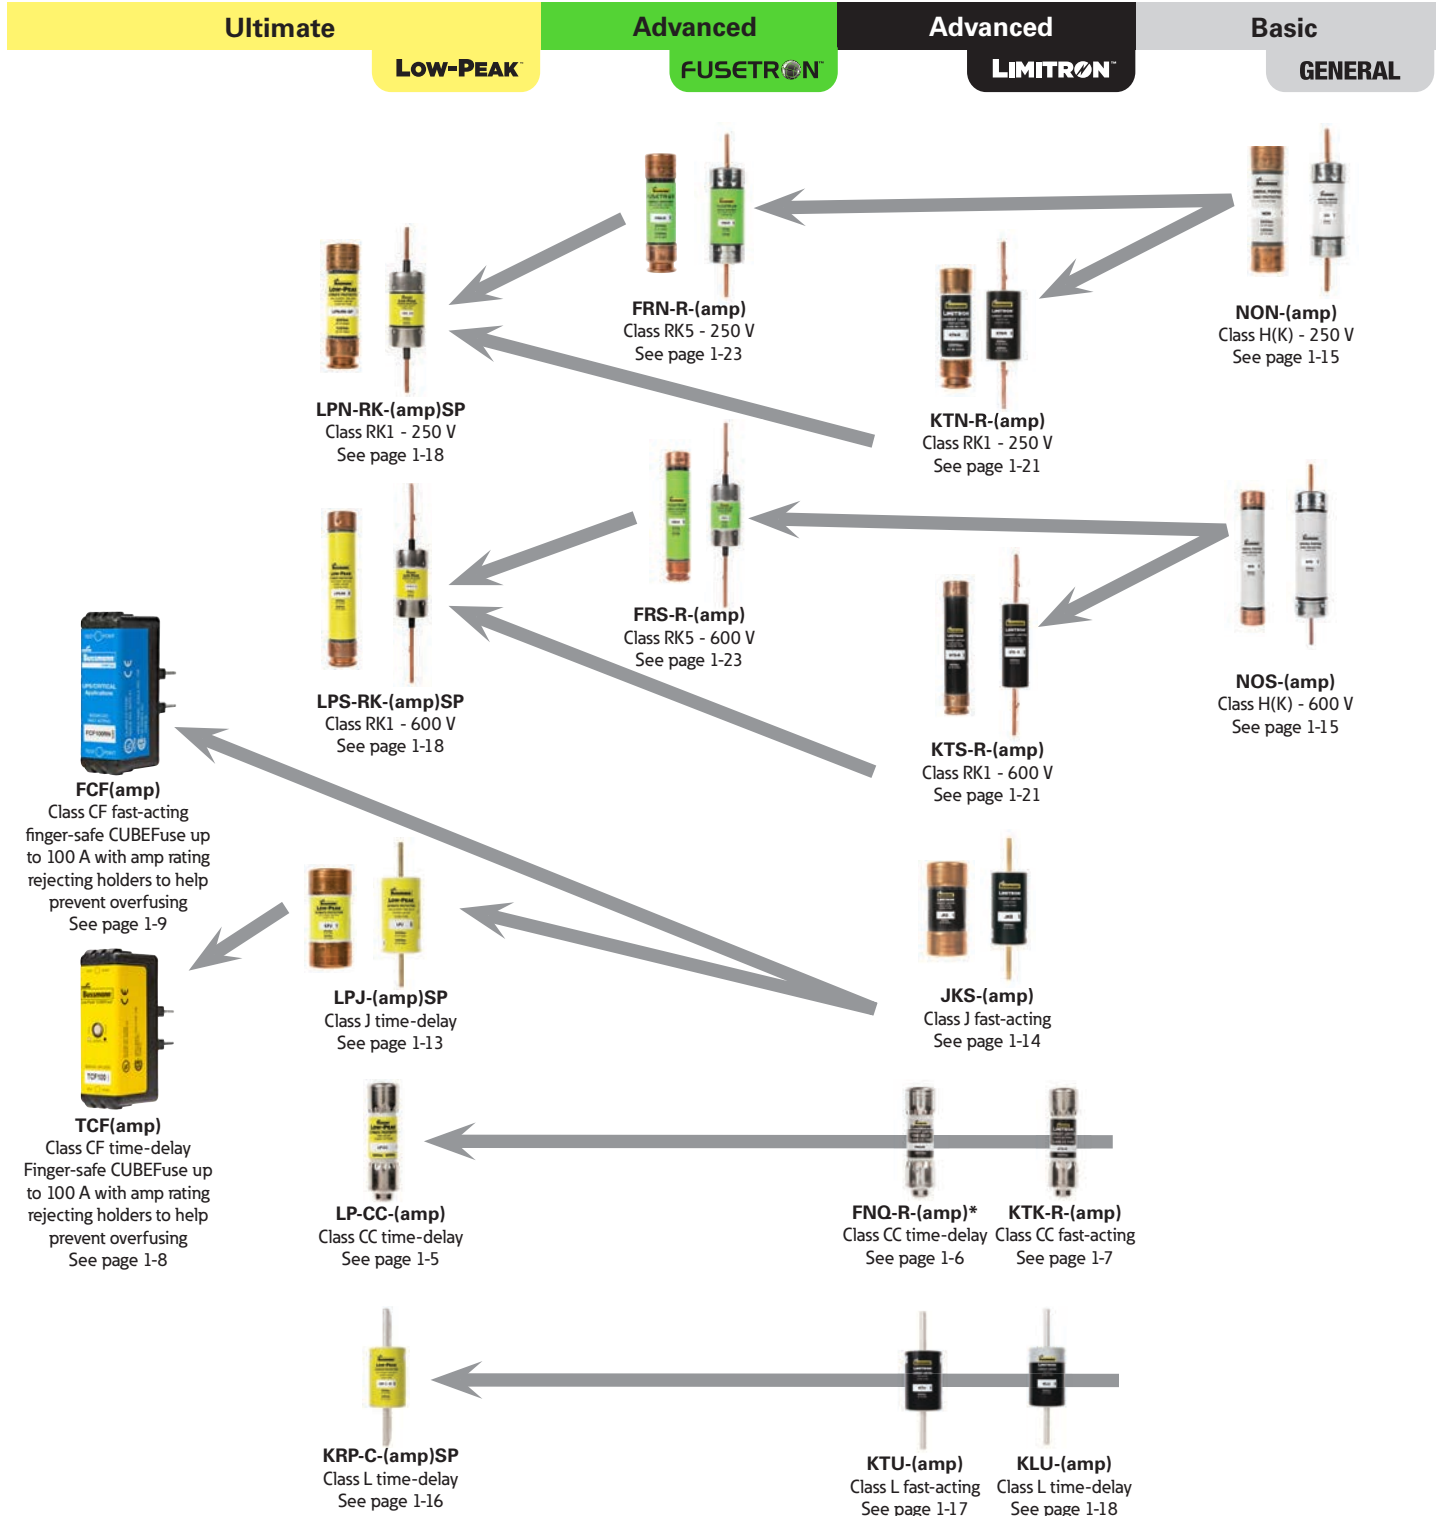 Ultimate
Advanced
Advanced
Basic
LOW-PEAK™
FUSETRON™
LIMITRON™
GENERAL
FRN-R-(amp)
Class RK5 - 250 V
See page 1-23
NON-(amp)
Class H(K) - 250 V
See page 1-15
LPN-RK-(amp)SP
Class RK1 - 250 V
See page 1-18
KTN-R-(amp)
Class RK1 - 250 V
See page 1-21
FRS-R-(amp)
Class RK5 - 600 V
See page 1-23
NOS-(amp)
Class H(K) - 600 V
See page 1-15
LPS-RK-(amp)SP
Class RK1 - 600 V
See page 1-18
KTS-R-(amp)
Class RK1 - 600 V
See page 1-21
Bussmann
UPS/CRITICAL
Applications
FCF100RN
FCF(amp)
Class CF fast-acting
finger-safe CUBEFuse up
to 100 A with amp rating
rejecting holders to help
prevent overfusing
See page 1-9
LPJ-(amp)SP
Class J time-delay
See page 1-13
JKS-(amp)
Class J fast-acting
See page 1-14
Bussmann
TCF100
TCF(amp)
Class CF time-delay
Finger-safe CUBEFuse up
to 100 A with amp rating
rejecting holders to help
prevent overfusing
See page 1-8
LP-CC-(amp)
Class CC time-delay
See page 1-5
FNQ-R-(amp)*
Class CC time-delay
See page 1-6
KTK-R-(amp)
Class CC fast-acting
See page 1-7
KRP-C-(amp)SP
Class L time-delay
See page 1-16
KTU-(amp)
Class L fast-acting
See page 1-17
KLU-(amp)
Class L time-delay
See page 1-18